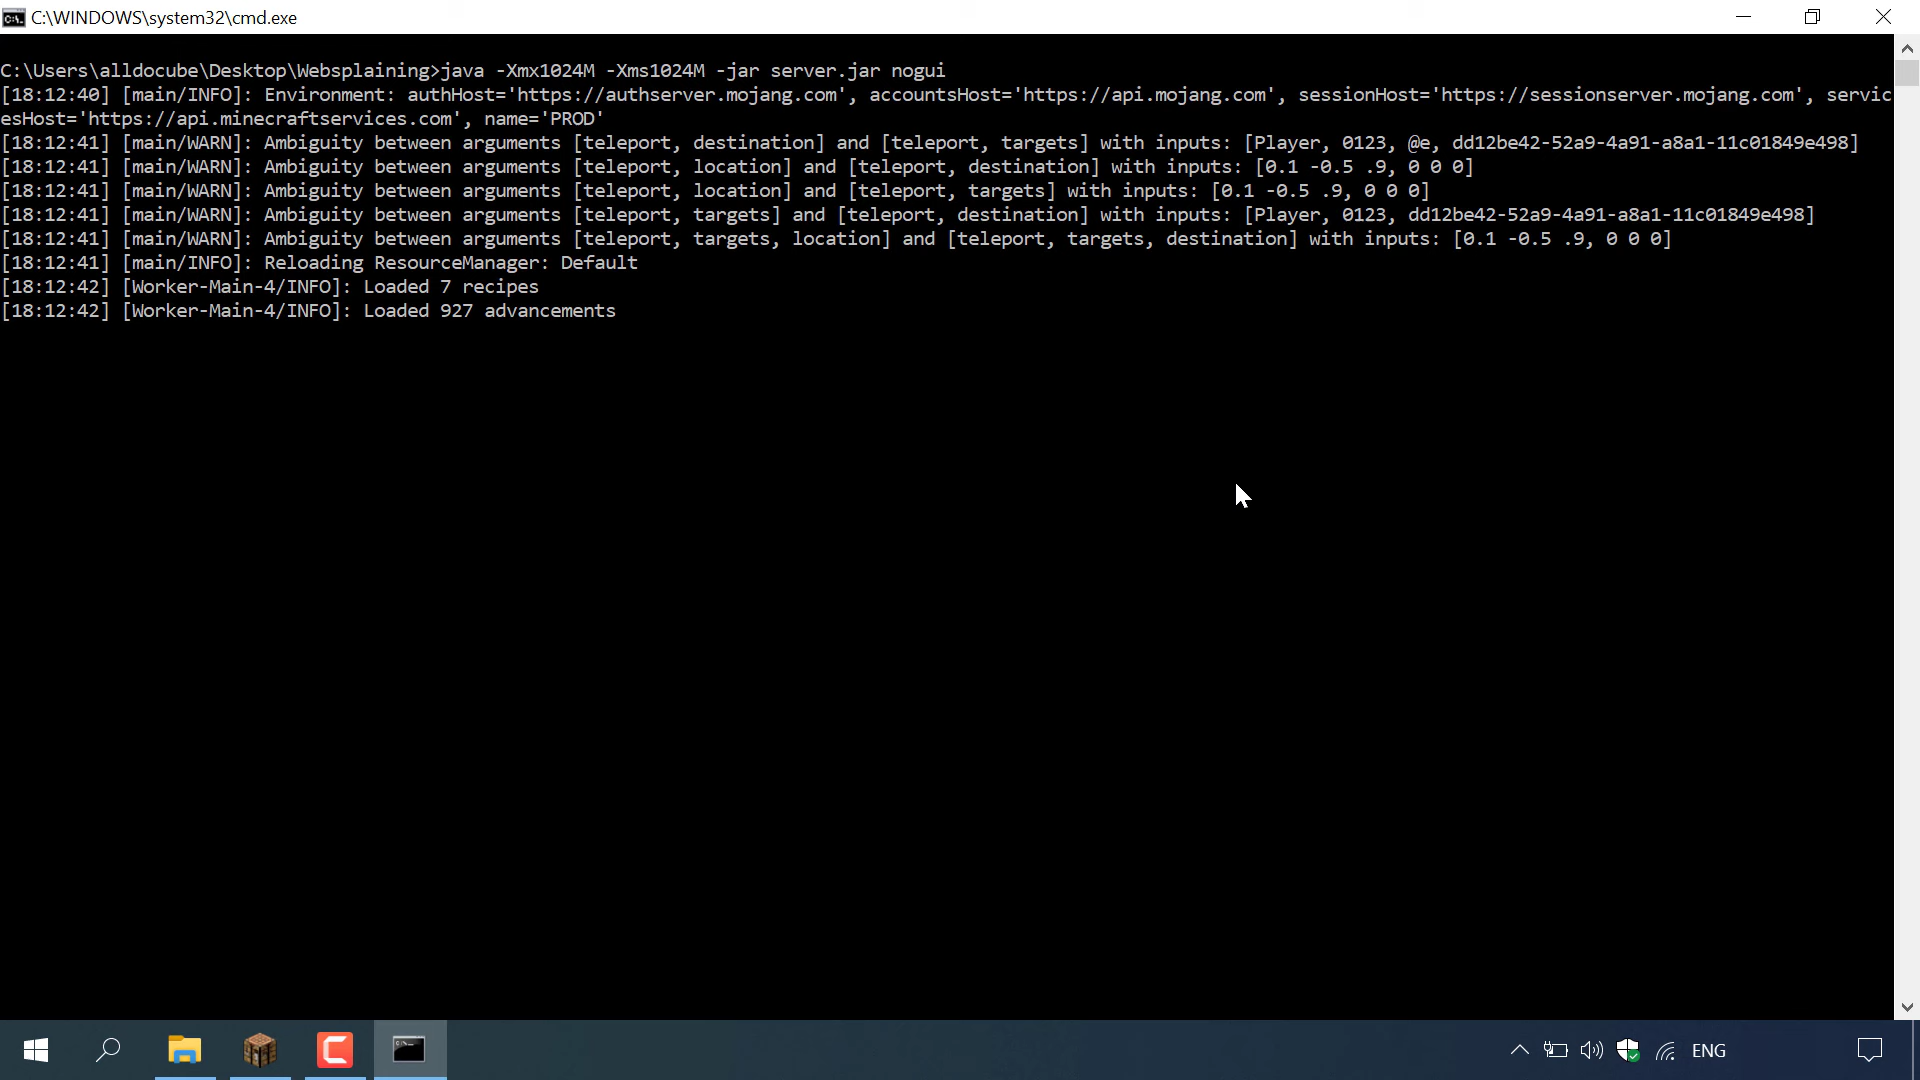 C:\WINDOWS\system32\cmd.exe
C:\Users\alldocube\Desktop\Websplaining>java -Xmx1024M -Xms1024M -jar server.jar nogui
[18:12:40] [main/INFO]: Environment: authHost='https://authserver.mojang.com', accountsHost='https://api.mojang.com', sessionHost='https://sessionserver.mojang.com', servic
esHost='https://api.minecraftservices.com', name='PROD'
[18:12:41] [main/WARN]: Ambiguity between arguments [teleport, destination] and [teleport, targets] with inputs: [Player, 0123, @e, dd12be42-52a9-4a91-a8a1-11c01849e498]
[18:12:41] [main/WARN]: Ambiguity between arguments [teleport, location] and [teleport, destination] with inputs: [0.1 -0.5 .9, 0 0 0]
[18:12:41] [main/WARN]: Ambiguity between arguments [teleport, location] and [teleport, targets] with inputs: [0.1 -0.5 .9, 0 0 0]
[18:12:41] [main/WARN]: Ambiguity between arguments [teleport, targets] and [teleport, destination] with inputs: [Player, 0123, dd12be42-52a9-4a91-a8a1-11c01849e498]
[18:12:41] [main/WARN]: Ambiguity between arguments [teleport, targets, location] and [teleport, targets, destination] with inputs: [0.1 -0.5 .9, 0 0 0]
[18:12:41] [main/INFO]: Reloading ResourceManager: Default
[18:12:42] [Worker-Main-4/INFO]: Loaded 7 recipes
[18:12:42] [Worker-Main-4/INFO]: Loaded 927 advancements
ENG